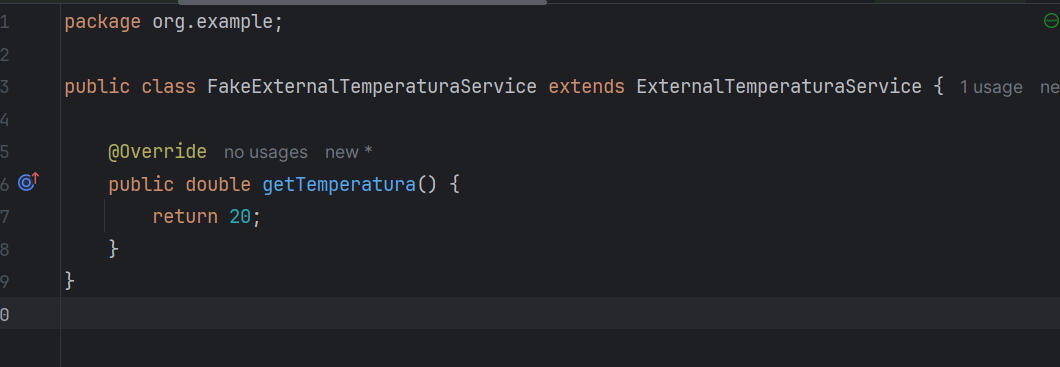 1 package org.example;
2
3 public class FakeExternalTemperaturaService extends ExternalTemperaturaService { 1 usage ne
4
5 @Override no usages new *
6 public double getTemperatura() {
7 return 20;
8 }
9 }
0